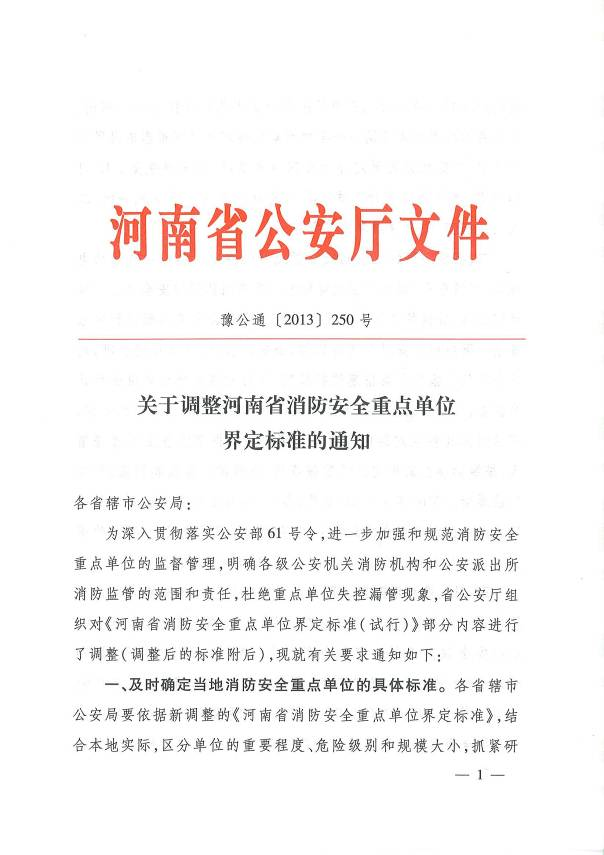 河南省公安厅文件
豫公通〔2013〕250号
关于调整河南省消防安全重点单位
界定标准的通知
各省辖市公安局：
为深入贯彻落实公安部61号令,进一步加强和规范消防安全
重点单位的监督管理,明确各级公安机关消防机构和公安派出所
消防监管的范围和责任,杜绝重点单位失控漏管现象,省公安厅组
织对《河南省消防安全重点单位界定标准(试行)》部分内容进行
了调整(调整后的标准附后),现就有关要求通知如下：
一、及时确定当地消防安全重点单位的具体标准。各省辖市
公安局要依据新调整的《河南省消防安全重点单位界定标准》,结
合本地实际,区分单位的重要程度、危险级别和规模大小,抓紧研
— 1 —